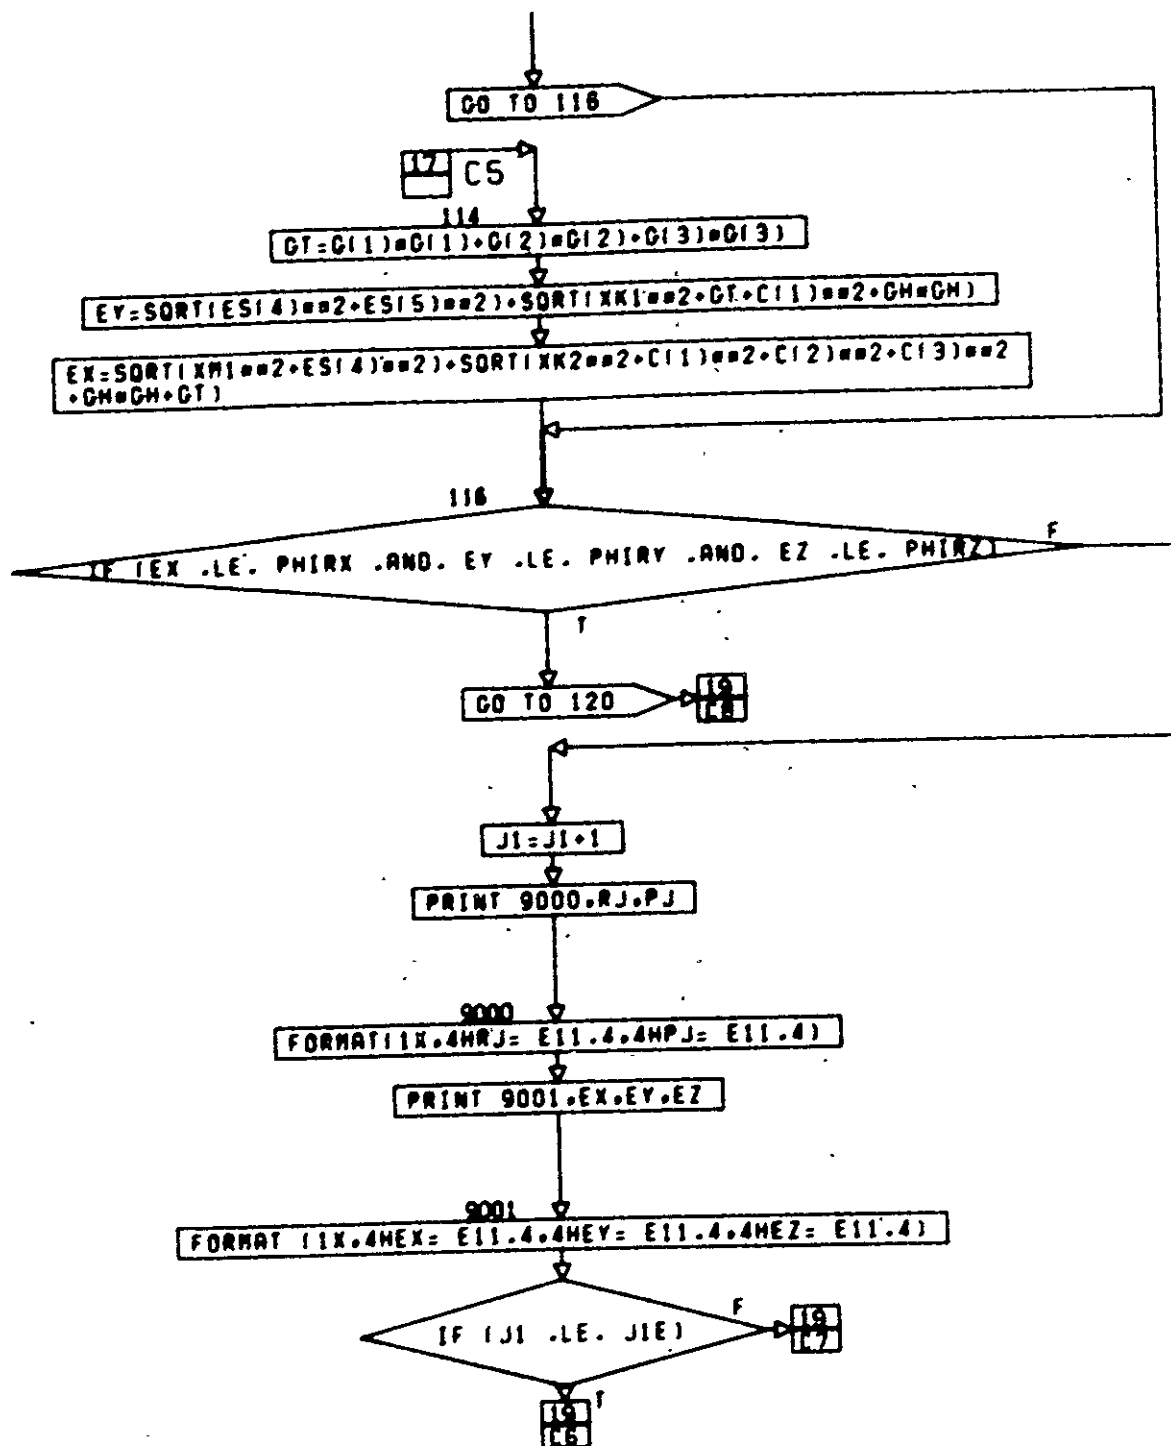 GO TO 116
17
C5
114
GT=G(1)*G(1)+G(2)*G(2)+G(3)*G(3)
EY=SQRT(ES(4)**2+ES(5)**2)+SQRT(XK1**2+GT+C(1)**2+GH*GH)
EX=SQRT(XM1**2+ES(4)**2)+SQRT(XK2**2+C(1)**2+C(2)**2+C(3)**2
+GH*GH+GT)
116
IF (EX .LE. PHIRX .AND. EY .LE. PHIRY .AND. EZ .LE. PHIRZ)
F
T
GO TO 120
19
C8
J1=J1+1
PRINT 9000,RJ,PJ
9000
FORMAT(1X,4HRJ= E11.4,4HPJ= E11.4)
PRINT 9001,EX,EY,EZ
9001
FORMAT (1X,4HEX= E11.4,4HEY= E11.4,4HEZ= E11.4)
IF (J1 .LE. J1E)
F
19
C7
T
19
C6